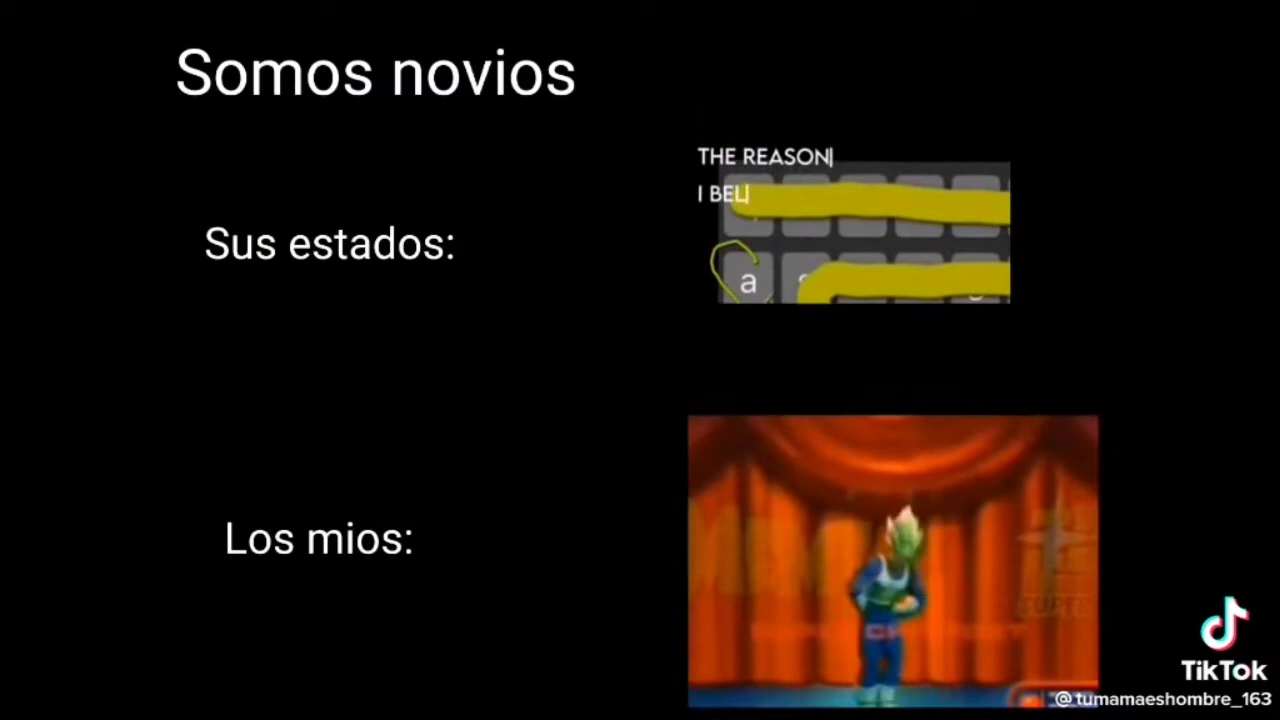 Somos novios
THE REASON
I BEL
Sus estados:
a
Los mios:
TikTok
@tumamaeshombre_163